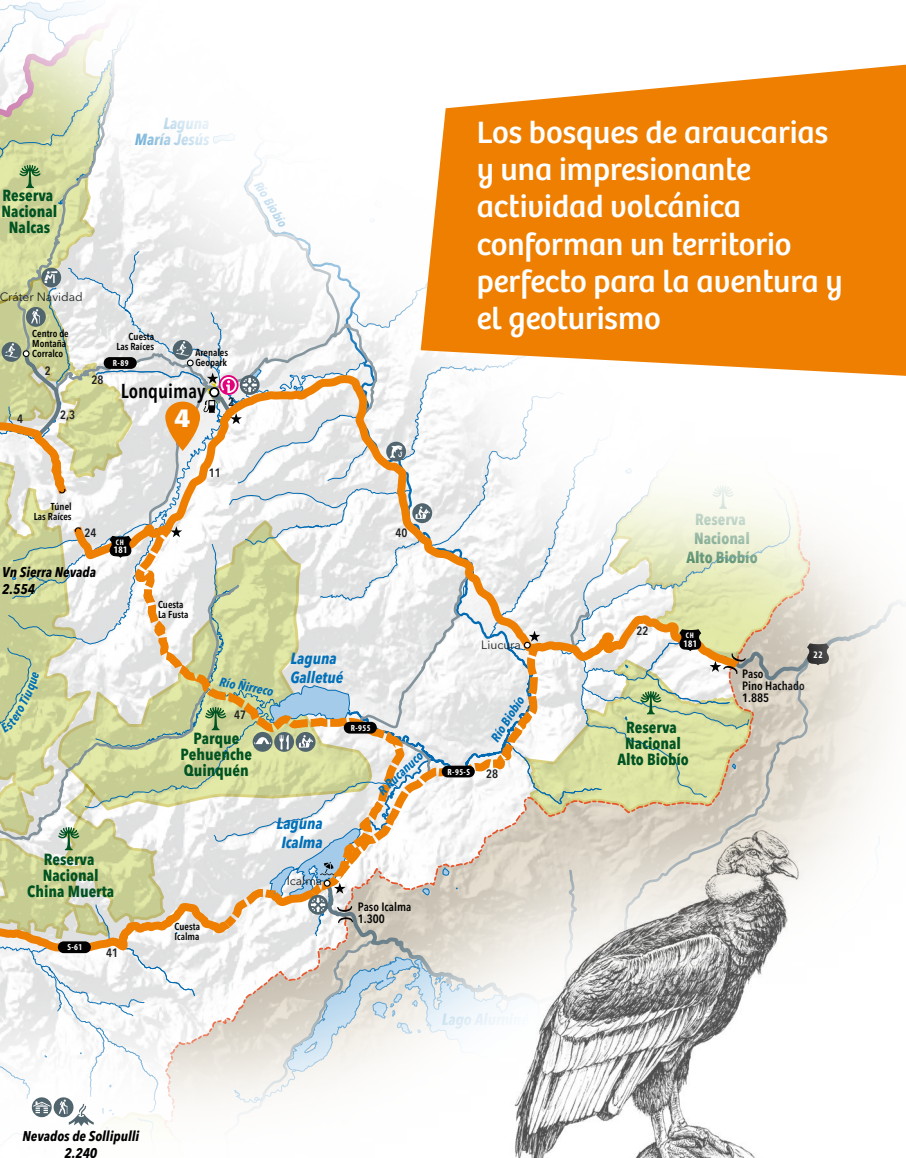 Los bosques de araucarias
y una impresionante
actividad volcánica
conforman un territorio
perfecto para la aventura y
el geoturismo
Laguna
María Jesús
Río Biobío
Reserva
Nacional
Nalcas
Cráter Navidad
Centro de
Montaña
Corralco
2
28
R-89
Cuesta
Las Raíces
Arenales
Geopark
Lonquimay
2
4
4
2,3
11
Túnel
Las Raíces
24
CH
181
40
Vn Sierra Nevada
2.554
Cuesta
La Fusta
Reserva
Nacional
Alto Biobío
Liucura
22
CH
181
22
Paso
Pino Hachado
1.885
Estero Tiuque
Laguna
Galletué
Río Ñirreco
47
R-955
Parque
Pehuenche
Quinquén
Río Biobío
Reserva
Nacional
Alto Biobío
R Rucanuco
R-95-S
28
Laguna
Icalma
Reserva
Nacional
China Muerta
Icalma
Paso Icalma
1.300
Cuesta
Icalma
S-61
41
Nevados de Sollipulli
2.240